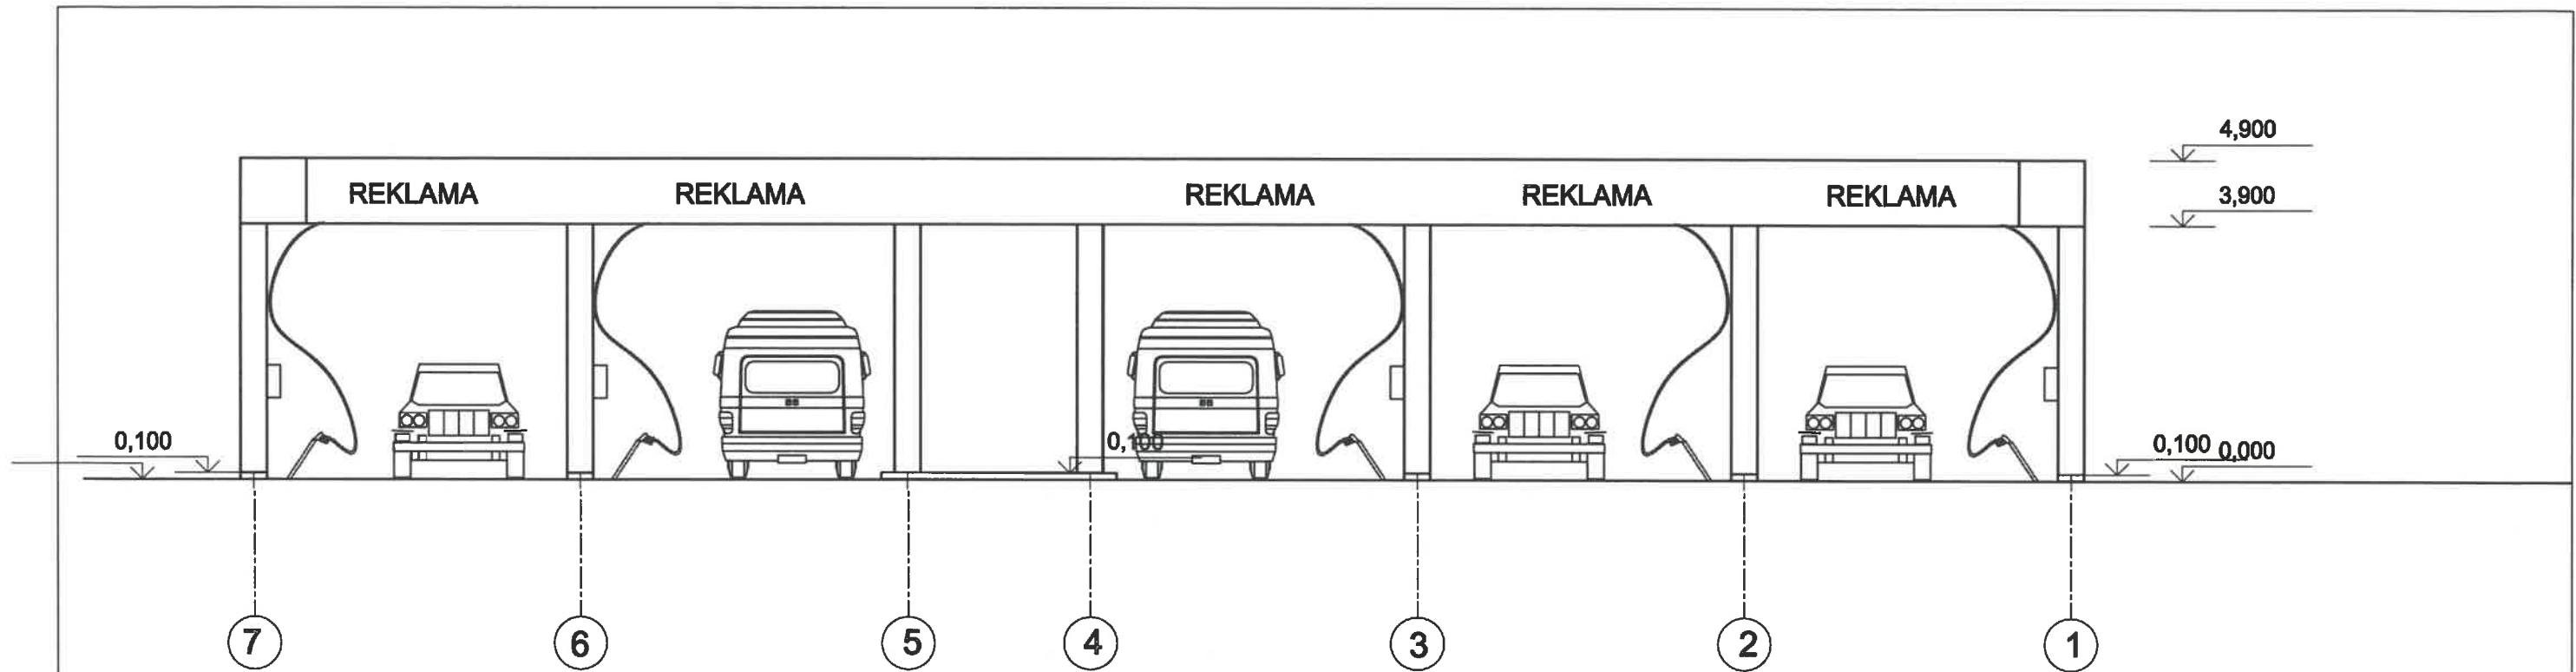 4,900
REKLAMA REKLAMA REKLAMA REKLAMA REKLAMA 3,900
0,100 0,100 0,100 0,000
7 6 5 4 3 2 1